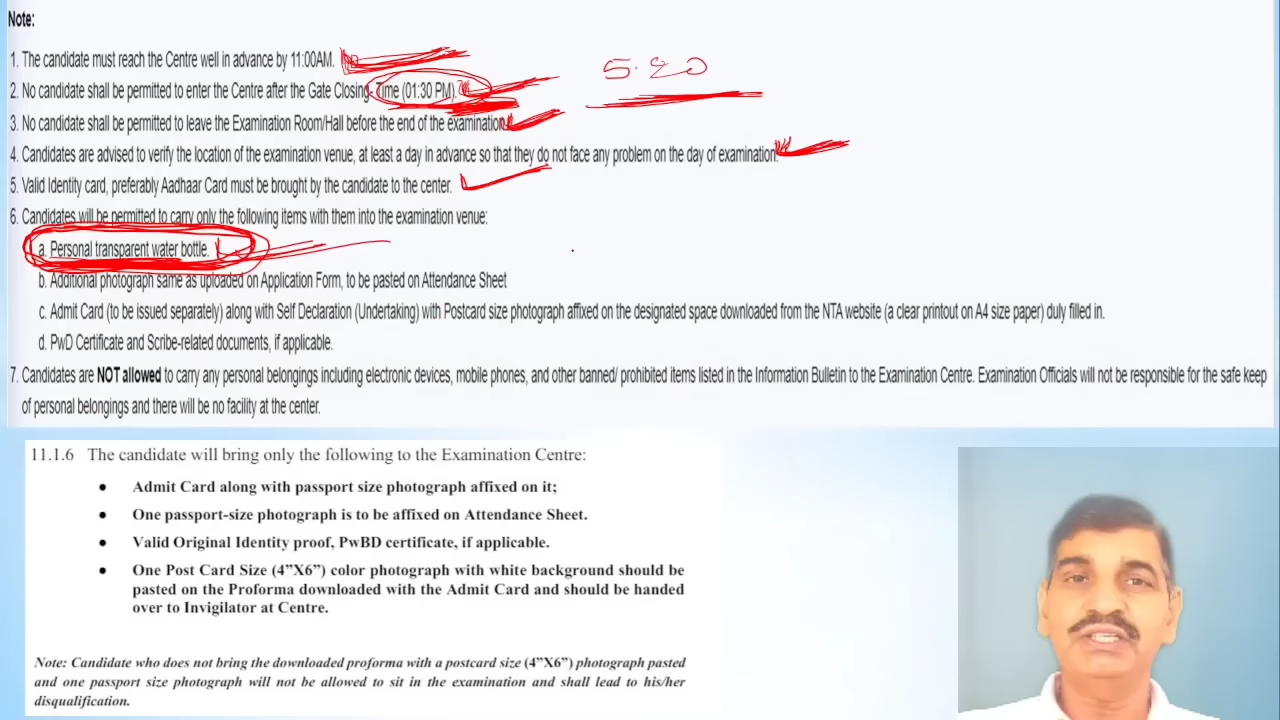 Note:
1. The candidate must reach the Centre well in advance by 11:00AM.
2. No candidate shall be permitted to enter the Centre after the Gate Closing- Time (01:30 PM).
5.20
3. No candidate shall be permitted to leave the Examination Room/Hall before the end of the examination
4. Candidates are advised to verify the location of the examination venue, at least a day in advance so that they do not face any problem on the day of examination.
5. Valid Identity card, preferably Aadhaar Card must be brought by the candidate to the center.
6. Candidates will be permitted to carry only the following items with them into the examination venue:
a. Personal transparent water bottle.
b. Additional photograph same as uploaded on Application Form, to be pasted on Attendance Sheet
c. Admit Card (to be issued separately) along with Self Declaration (Undertaking) with Postcard size photograph affixed on the designated space downloaded from the NTA website (a clear printout on A4 size paper) duly filled in.
d. PwD Certificate and Scribe-related documents, if applicable.
7. Candidates are NOT allowed to carry any personal belongings including electronic devices, mobile phones, and other banned/ prohibited items listed in the Information Bulletin to the Examination Centre. Examination Officials will not be responsible for the safe keep
of personal belongings and there will be no facility at the center.
11.1.6 The candidate will bring only the following to the Examination Centre:
• Admit Card along with passport size photograph affixed on it;
• One passport-size photograph is to be affixed on Attendance Sheet.
• Valid Original Identity proof, PwBD certificate, if applicable.
• One Post Card Size (4”X6”) color photograph with white background should be
pasted on the Proforma downloaded with the Admit Card and should be handed
over to Invigilator at Centre.
Note: Candidate who does not bring the downloaded proforma with a postcard size (4”X6”) photograph pasted
and one passport size photograph will not be allowed to sit in the examination and shall lead to his/her
disqualification.